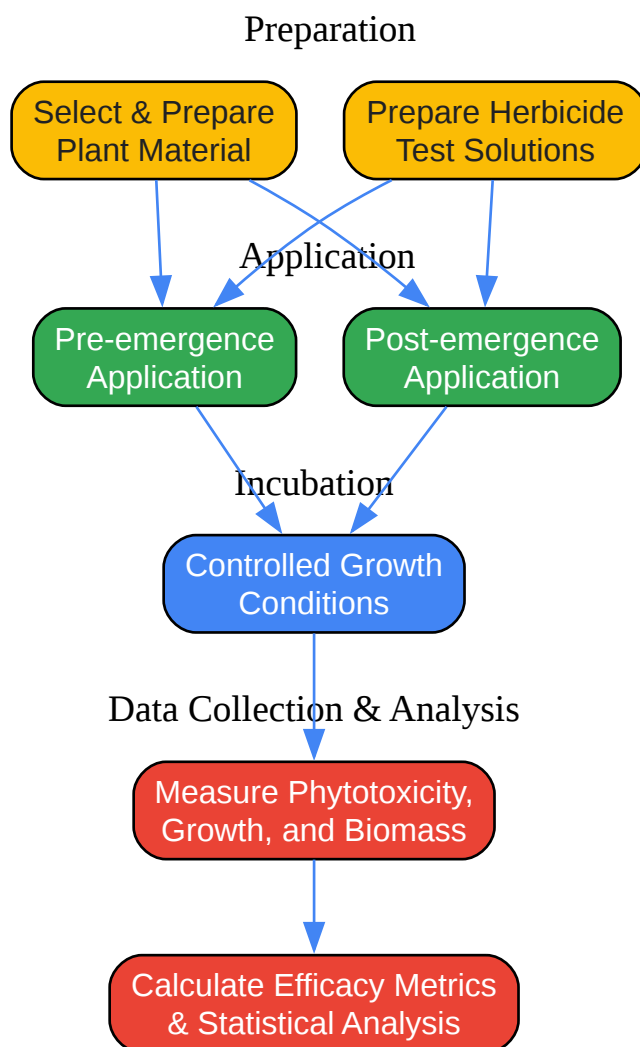 Preparation
Select & Prepare
Plant Material
Prepare Herbicide
Test Solutions
Application
Pre-emergence
Application
Post-emergence
Application
Incubation
Controlled Growth
Conditions
Data Collection & Analysis
Measure Phytotoxicity,
Growth, and Biomass
Calculate Efficacy Metrics
& Statistical Analysis